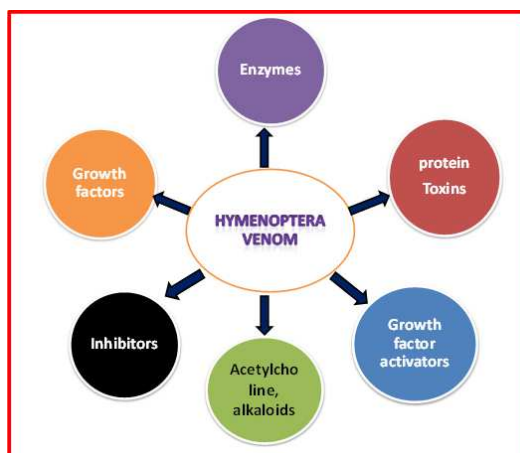 Enzymes
Growth
factors
protein
Toxins
HYMENOPTERA
VENOM
Inhibitors
Growth
factor
activators
Acetylcho
line,
alkaloids